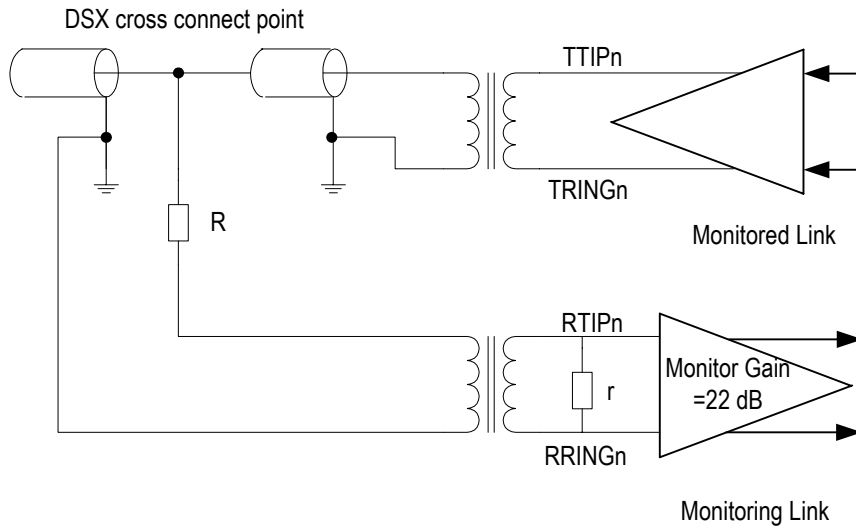 DSX cross connect point
TTIPn
TRINGn
R
Monitored Link
RTIPn
Monitor Gain
=22 dB
r
RRINGn
Monitoring Link